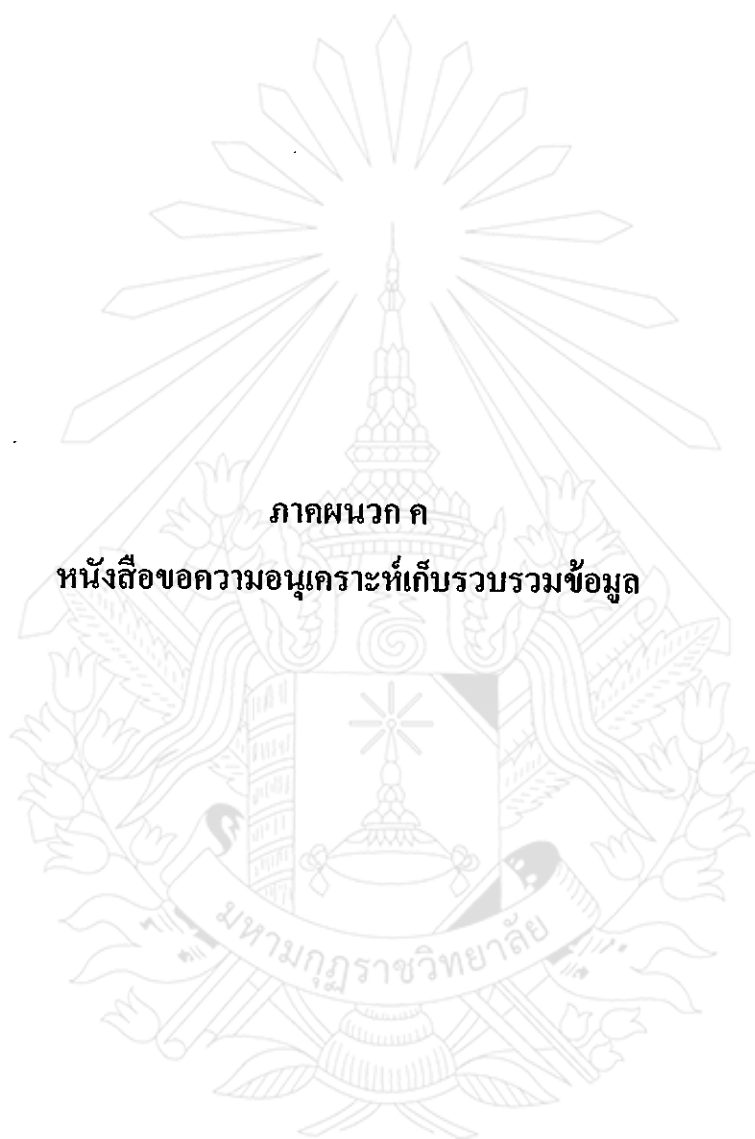 ภาคผนวก ค
หนังสือขอความอนุเคราะห์เก็บรวบรวมข้อมูล
มหามกุฏราชวิทยาลัย